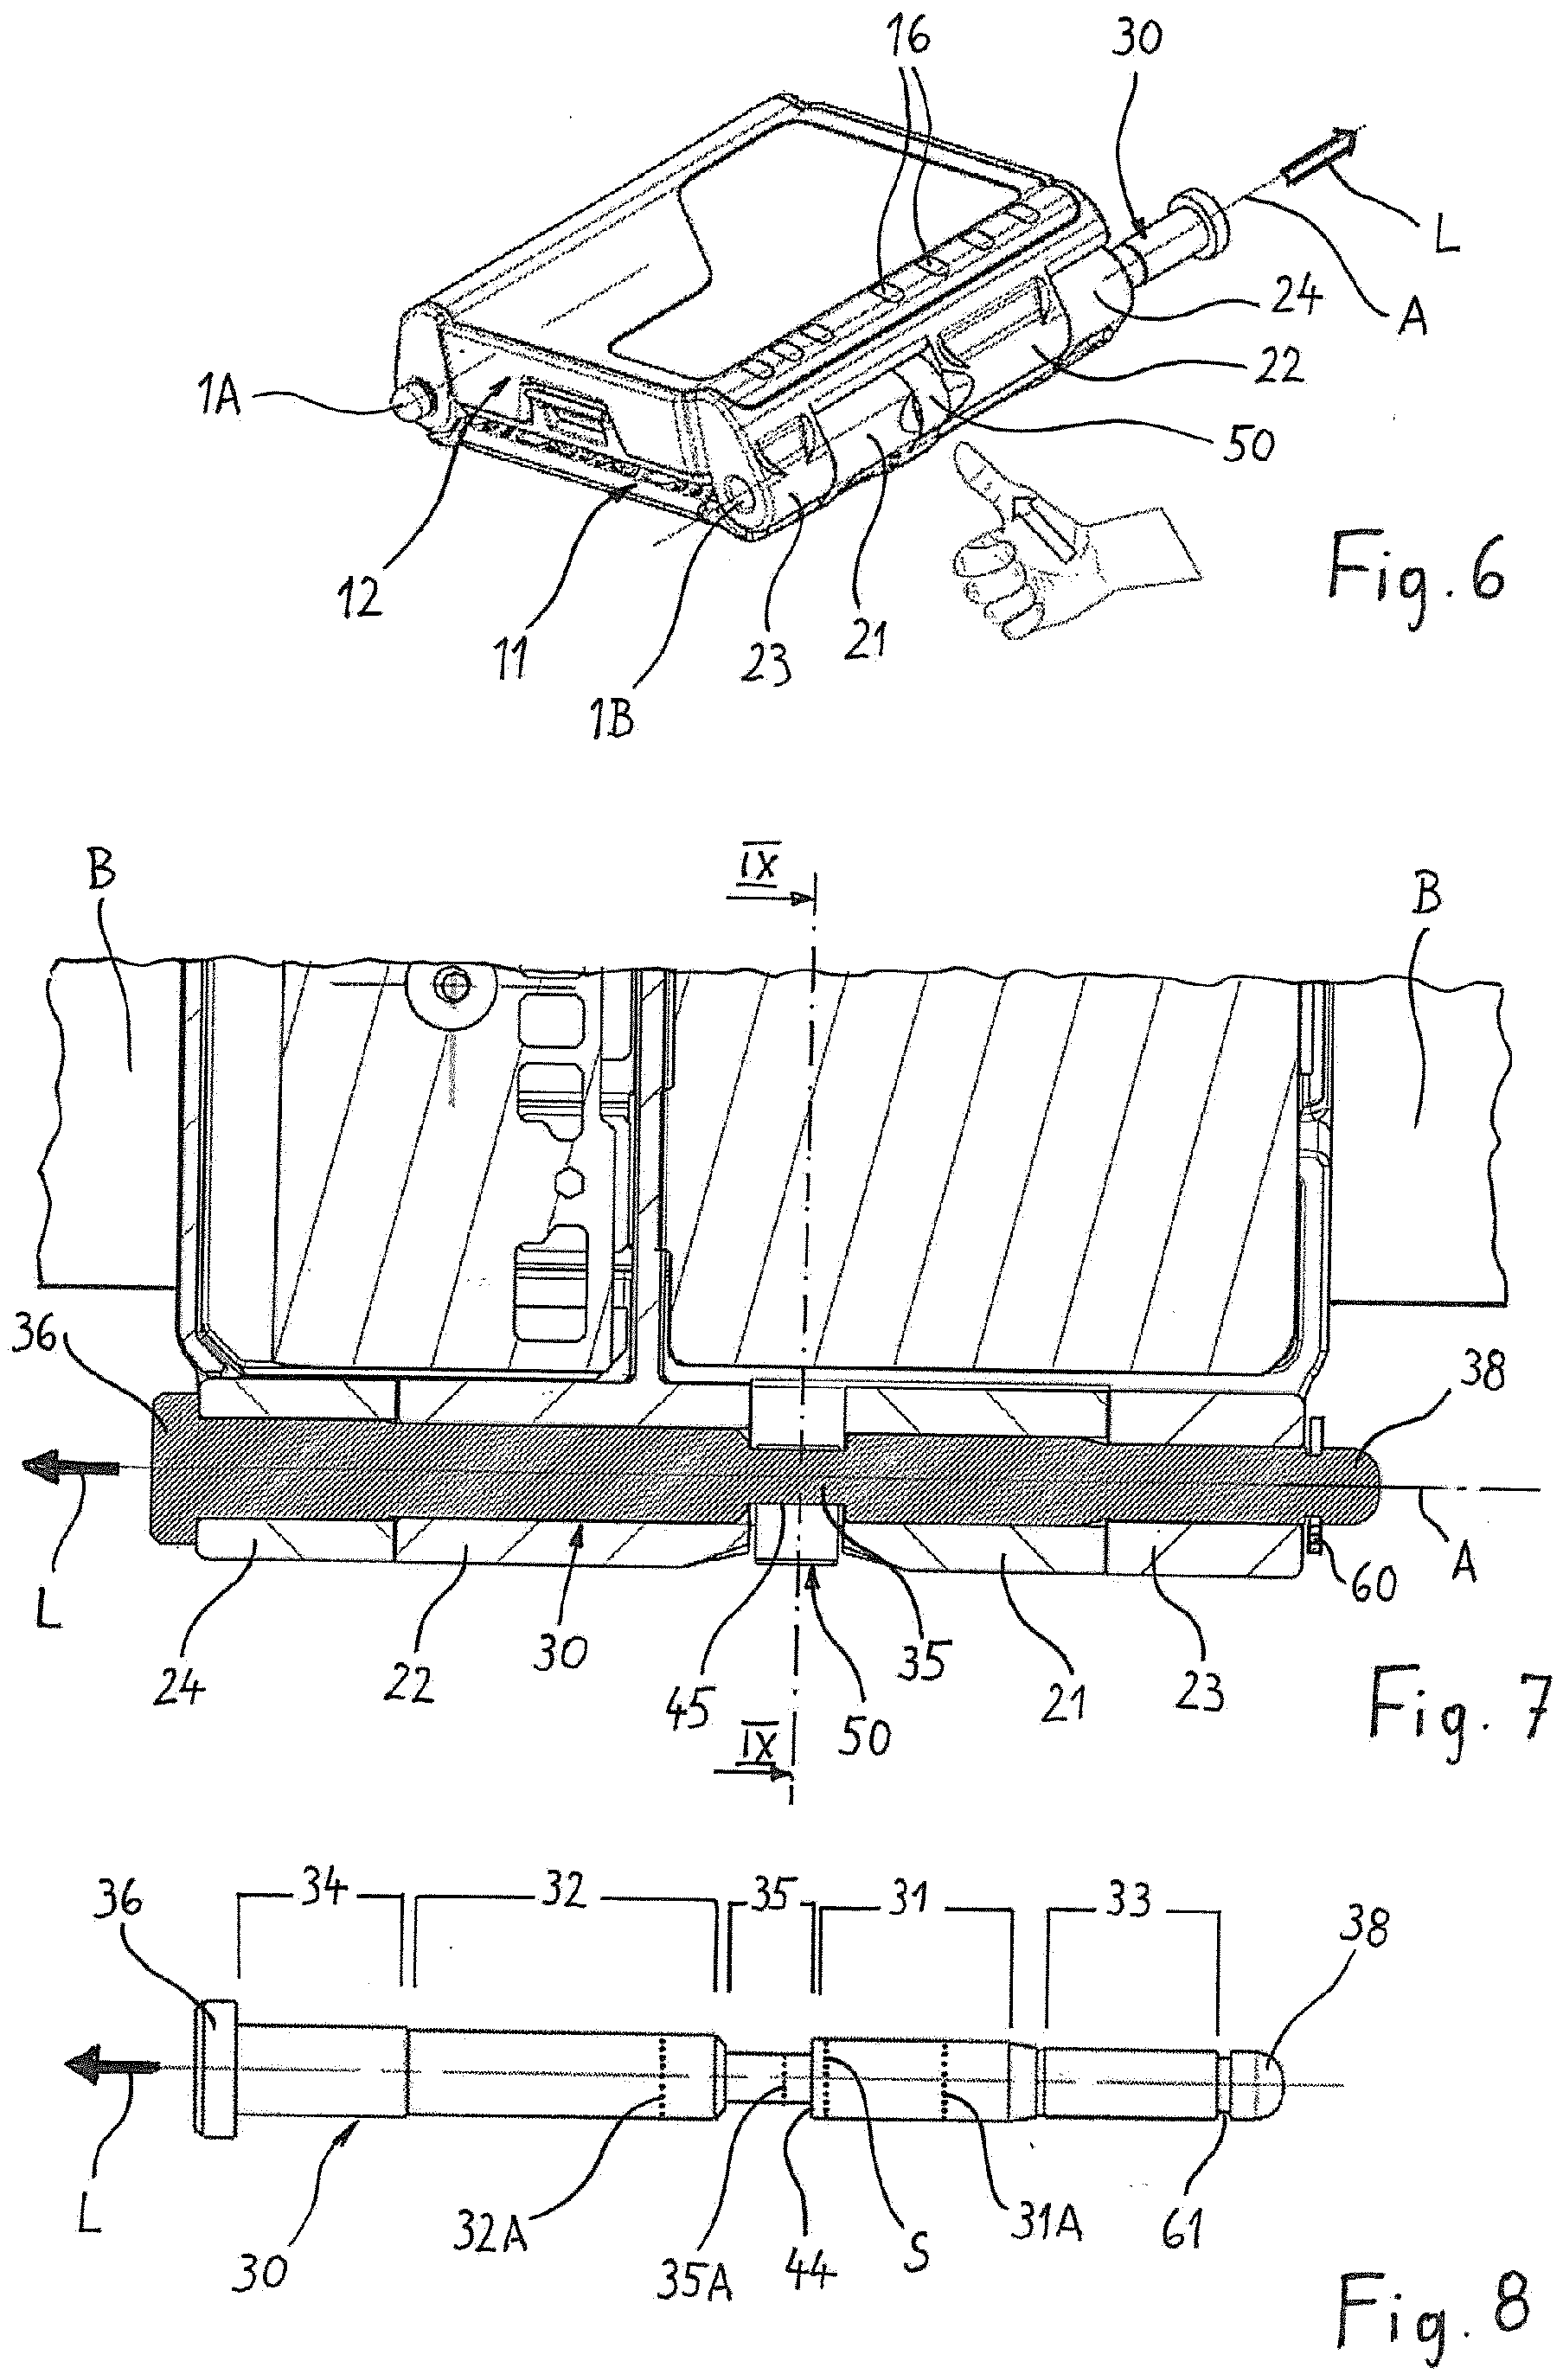 16 30
L
24 A
1A 22
50
12
11 23 21
1B
Fig. 6
IX
B B
36 38
L 24 22 30 45 50 35 21 23 60 A
IX
Fig. 7
36 34 32 35 31 33 38
L 30 32A 35A 44 S 31A 61
Fig. 8